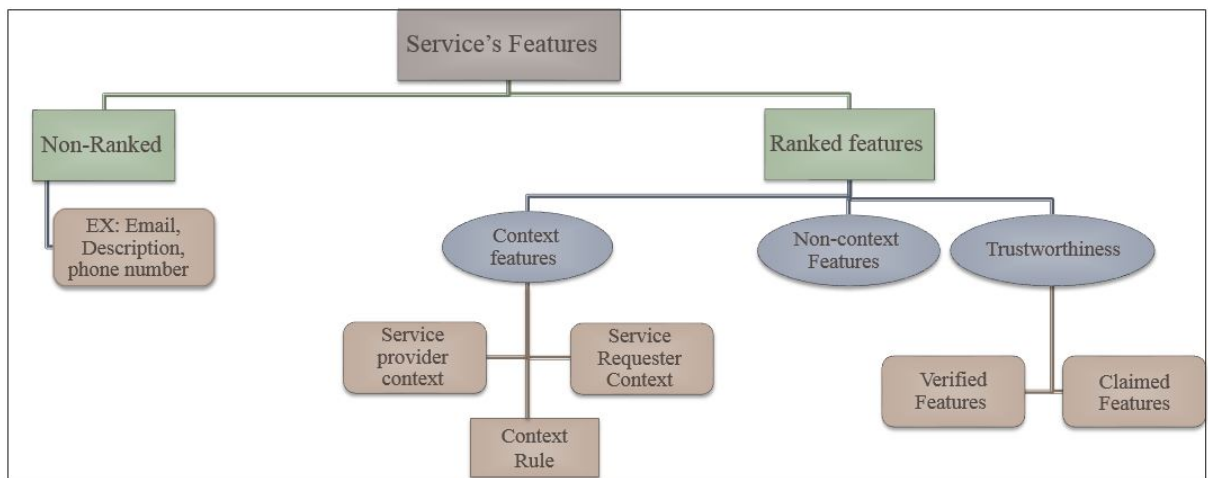 Service's Features
Non-Ranked
Ranked features
EX: Email,
Description,
phone number
Context
features
Non-context
Features
Trustworthiness
Service
provider
context
Service
Requester
Context
Verified
Features
Claimed
Features
Context
Rule